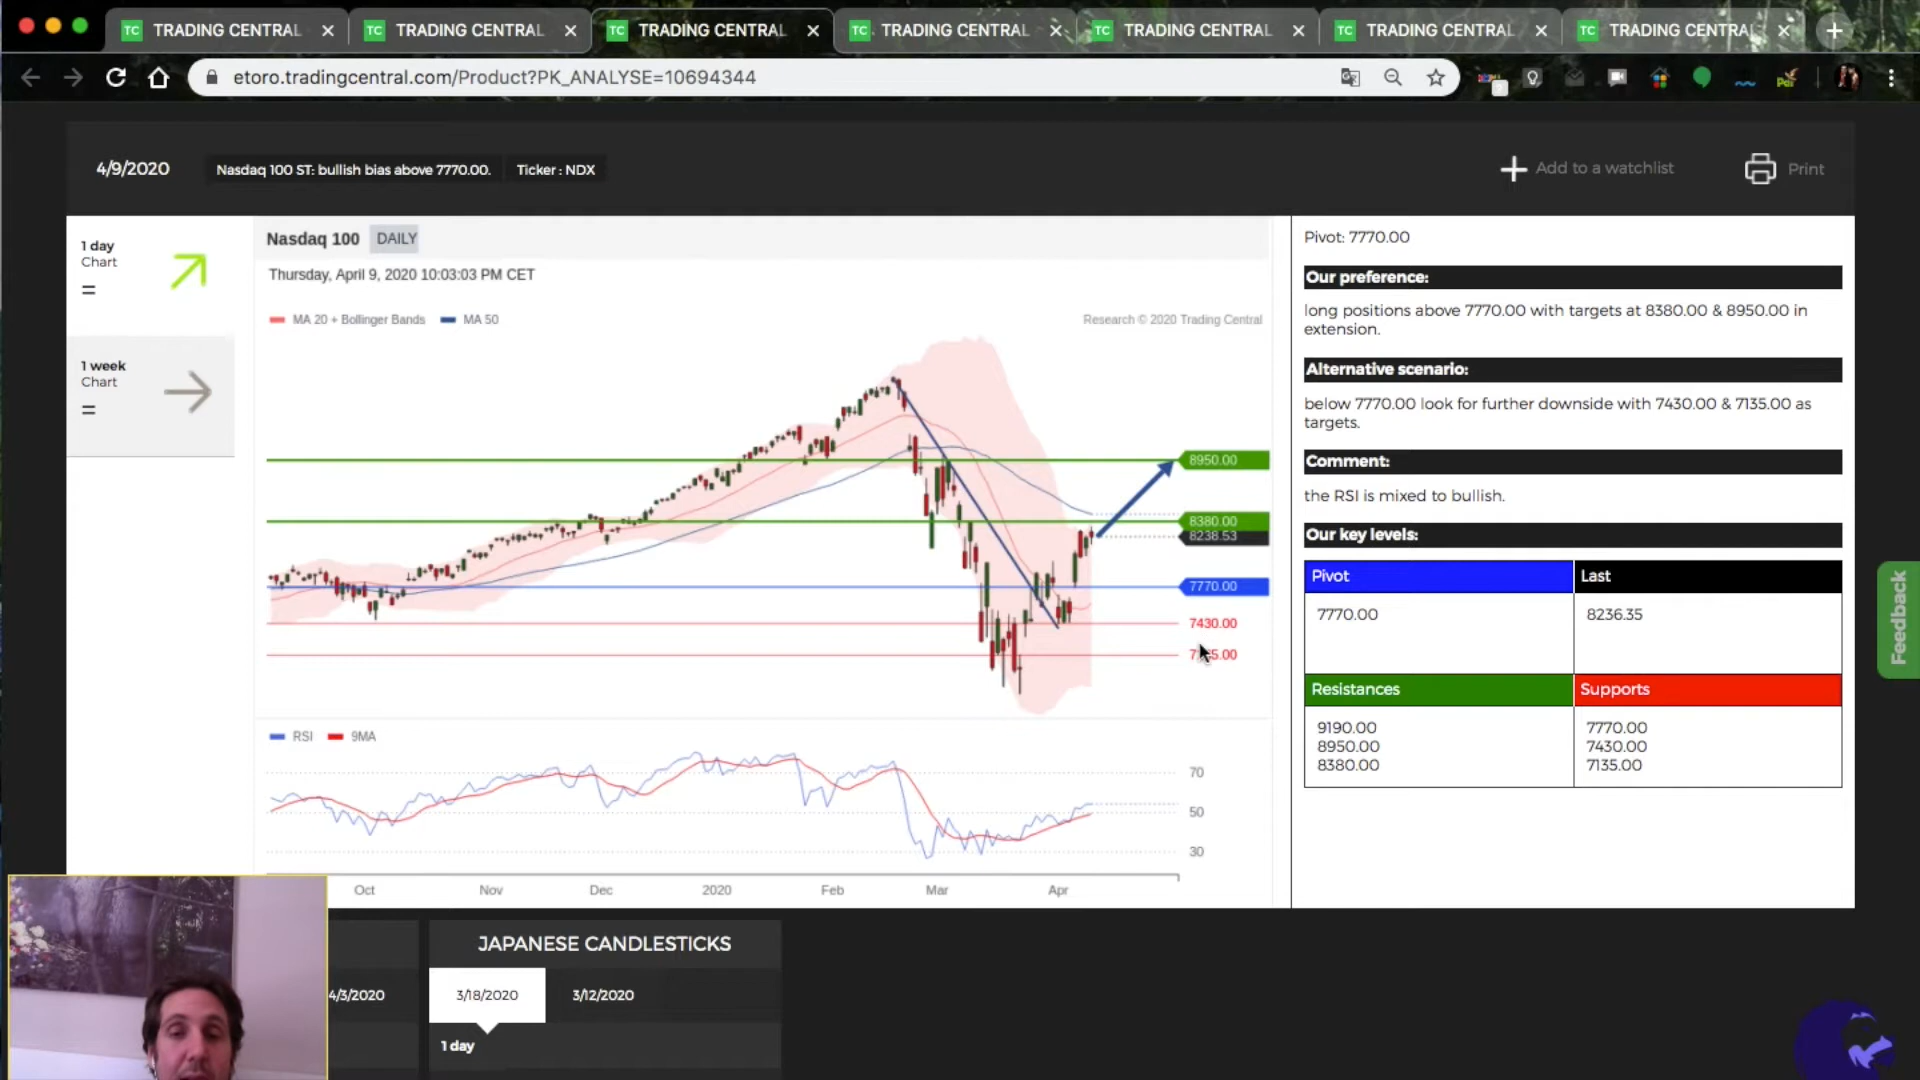 TRADING CENTRAL
TRADING CENTRAL
TRADING CENTRAL
TRADING CENTRAL
TRADING CENTRAL
TRADING CENTRAL
TRADING CENTRA
etoro.tradingcentral.com/Product?PK_ANALYSE=10694344
4/9/2020
Nasdaq 100 ST: bullish bias above 7770.00.
Ticker : NDX
Add to a watchlist
Print
1 day
Chart
=
1 week
Chart
=
Nasdaq 100 DAILY
Thursday, April 9, 2020 10:03:03 PM CET
MA 20 + Bollinger Bands MA 50
Research © 2020 Trading Central
8950.00
8380.00
8238.53
7770.00
7430.00
RSI 9MA
70
50
30
Oct Nov Dec 2020 Feb Mar Apr
Pivot: 7770.00
Our preference:
long positions above 7770.00 with targets at 8380.00 & 8950.00 in
extension.
Alternative scenario:
below 7770.00 look for further downside with 7430.00 & 7135.00 as
targets.
Comment:
the RSI is mixed to bullish.
Our key levels:
Pivot Last
7770.00 8236.35
Resistances Supports
9190.00 7770.00
8950.00 7430.00
8380.00 7135.00
Feedback
4/3/2020
JAPANESE CANDLESTICKS
3/18/2020 3/12/2020
1 day